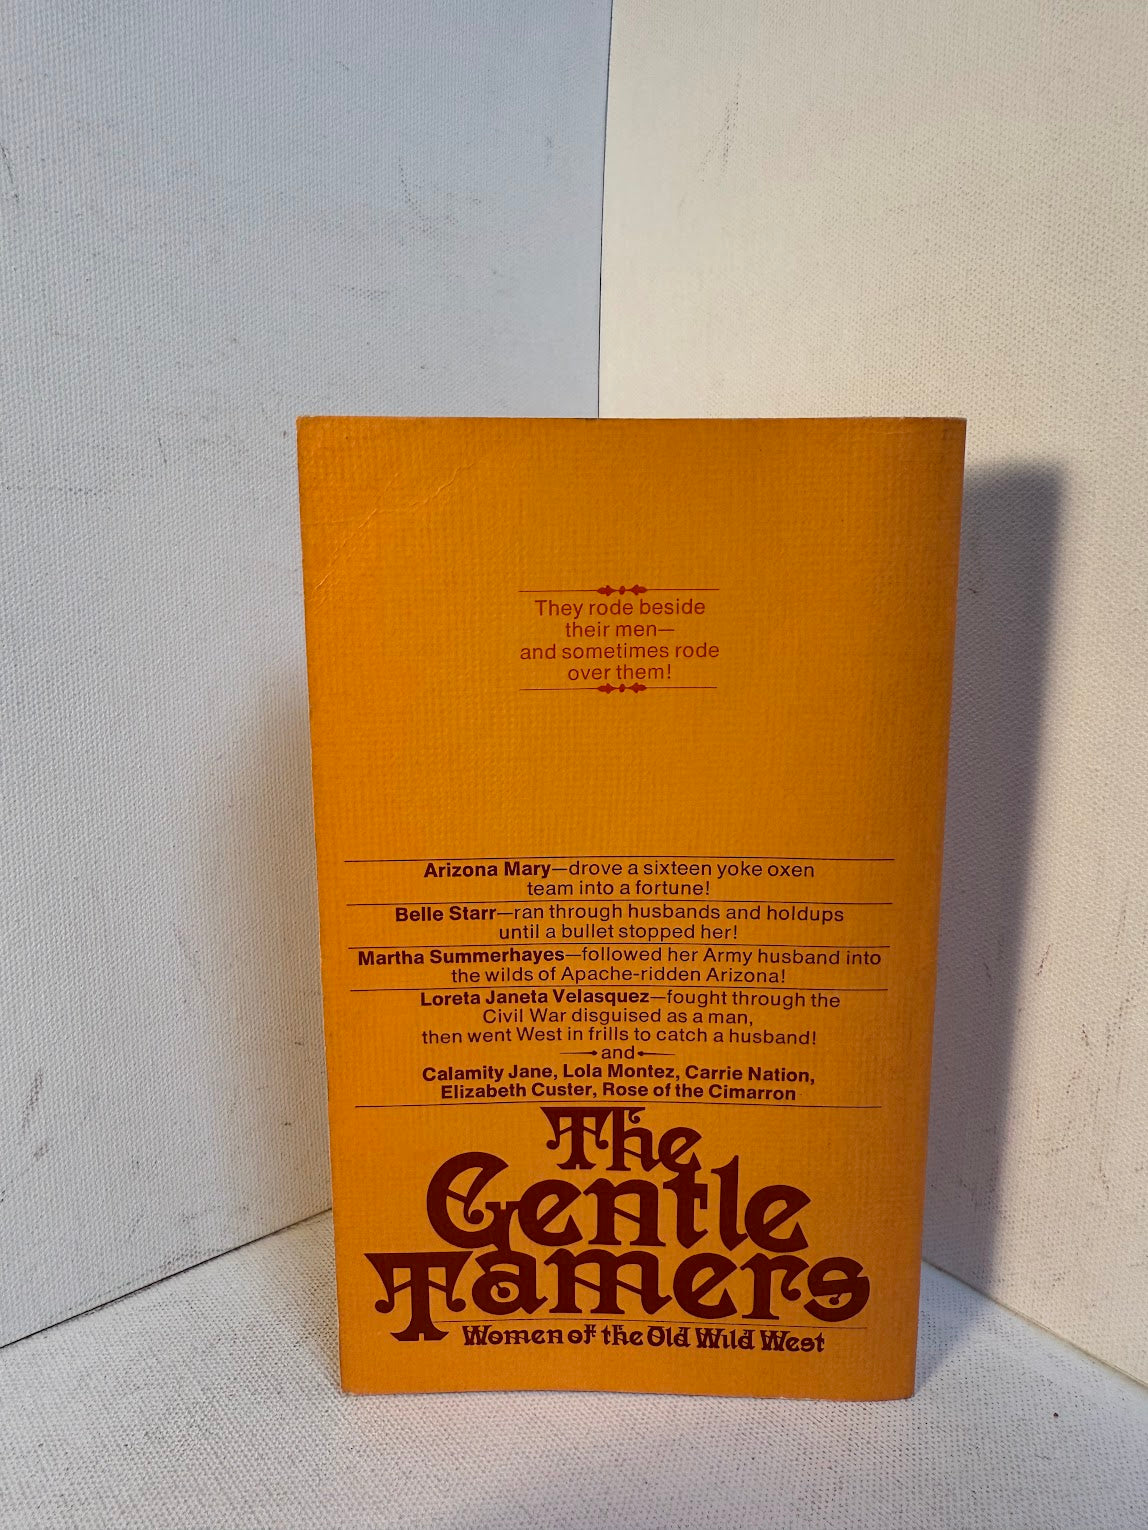 They rode beside
their men—
and sometimes rode
over them!
Arizona Mary—drove a sixteen yoke oxen
team into a fortune!
Belle Starr—ran through husbands and holdups
until a bullet stopped her!
Martha Summerhayes—followed her Army husband into
the wilds of Apache-ridden Arizona!
Loreta Janeta Velasquez—fought through the
Civil War disguised as a man,
then went West in frills to catch a husband!
and
Calamity Jane, Lola Montez, Carrie Nation,
Elizabeth Custer, Rose of the Cimarron
The
Gentle
Tamers
Women of the Old Wild West